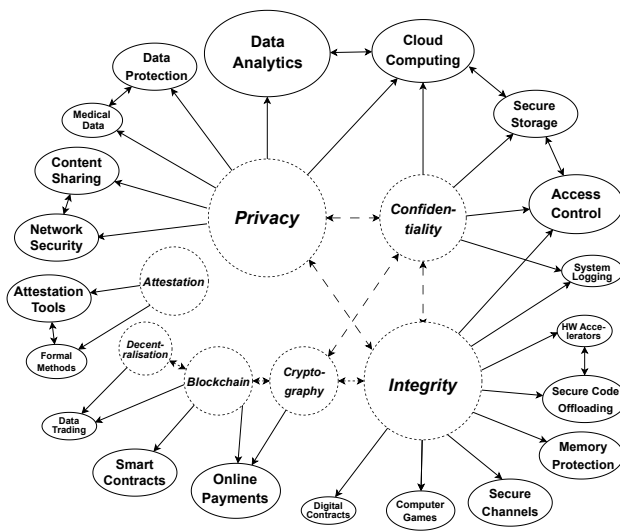 Data
Analytics
Cloud
Computing
Data
Protection
Medical
Data
Secure
Storage
Content
Sharing
Network
Security
Privacy
Confiden-
tiality
Access
Control
System
Logging
Attestation
Attestation
Tools
Formal
Methods
Decent-
ralisation
Blockchain
Crypto-
graphy
Integrity
HW Acce-
lerators
Secure Code
Offloading
Data
Trading
Smart
Contracts
Online
Payments
Digital
Contracts
Computer
Games
Secure
Channels
Memory
Protection